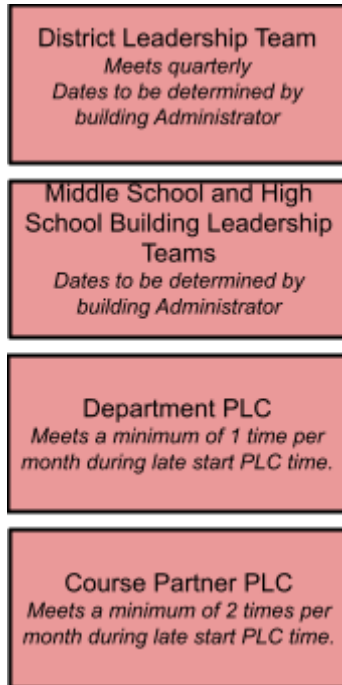 District Leadership Team
Meets quarterly
Dates to be determined by
building Administrator
Middle School and High
School Building Leadership
Teams
Dates to be determined by
building Administrator
Department PLC
Meets a minimum of 1 time per
month during late start PLC time.
Course Partner PLC
Meets a minimum of 2 times per
month during late start PLC time.